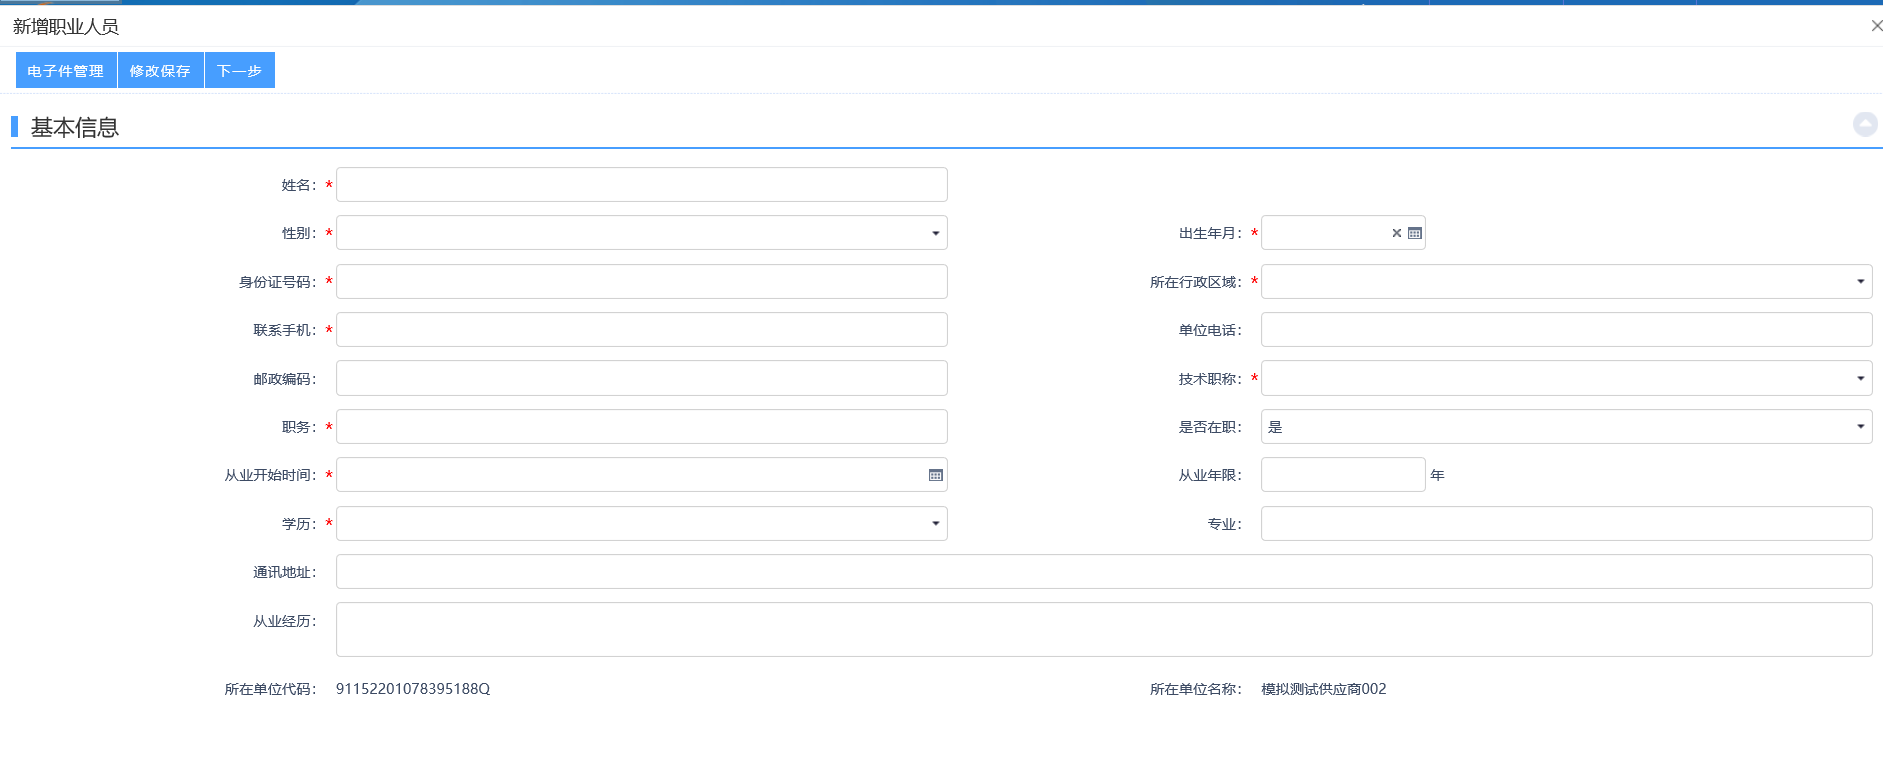 新增职业人员
电子件管理 修改保存 下一步
基本信息
姓名：*
性别：* 出生年月：*
身份证号码：* 所在行政区域：*
联系手机：* 单位电话：
邮政编码： 技术职称：*
职务：* 是否在职： 是
从业开始时间：* 从业年限： 年
学历：* 专业：
通讯地址：
从业经历：
所在单位代码： 91152201078395188Q 所在单位名称： 模拟测试供应商002